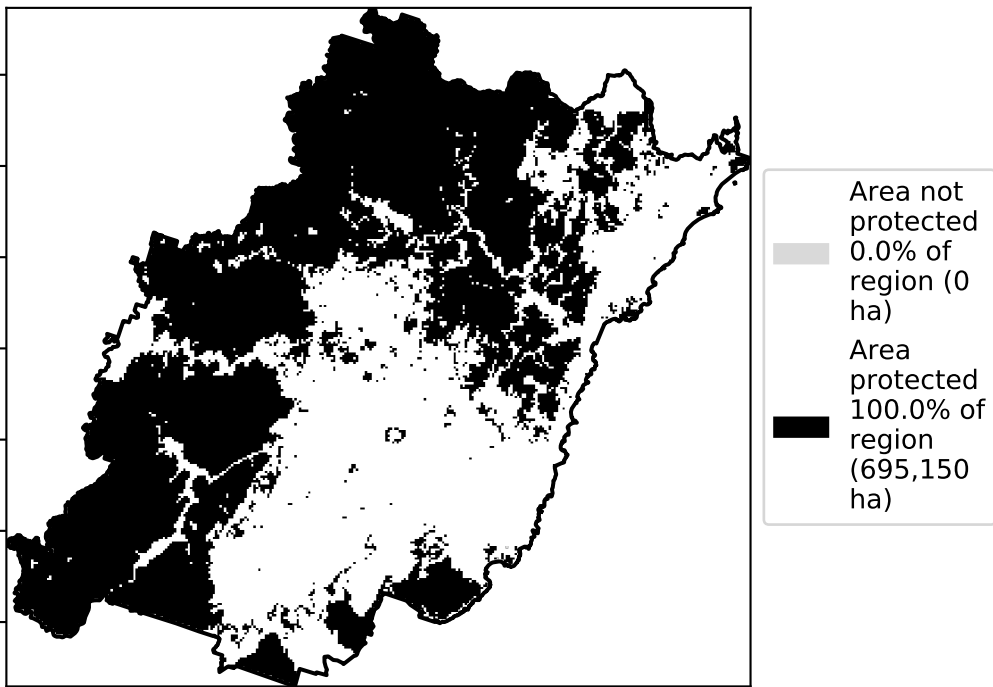 Area not
protected
0.0% of
region (0
ha)
Area
protected
100.0% of
region
(695,150
ha)